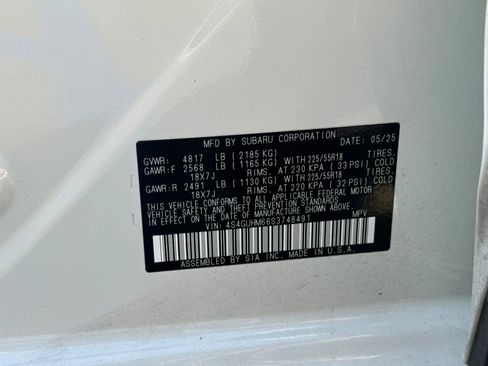 MFD BY SUBARU CORPORATION DATE: 05/25
GVWR: 4817 LB (2185 KG)
GAWR:F 2568 LB (1165 KG) WITH 225/55R18 TIRES.
18X7J RIMS. AT 230 KPA (33 PSI) COLD
GAWR:R 2491 LB (1130 KG) WITH 225/55R18 TIRES.
18X7J RIMS. AT 220 KPA (32 PSI) COLD
THIS VEHICLE CONFORMS TO ALL APPLICABLE FEDERAL MOTOR
VEHICLE SAFETY, BUMPER, AND THEFT PREVENTION STANDARDS
IN EFFECT ON THE DATE OF MANUFACTURE SHOWN ABOVE.
VIN: 4S4GUHM66S3748491 MPV
ASSEMBLED BY SIA INC. MADE IN U.S.A.